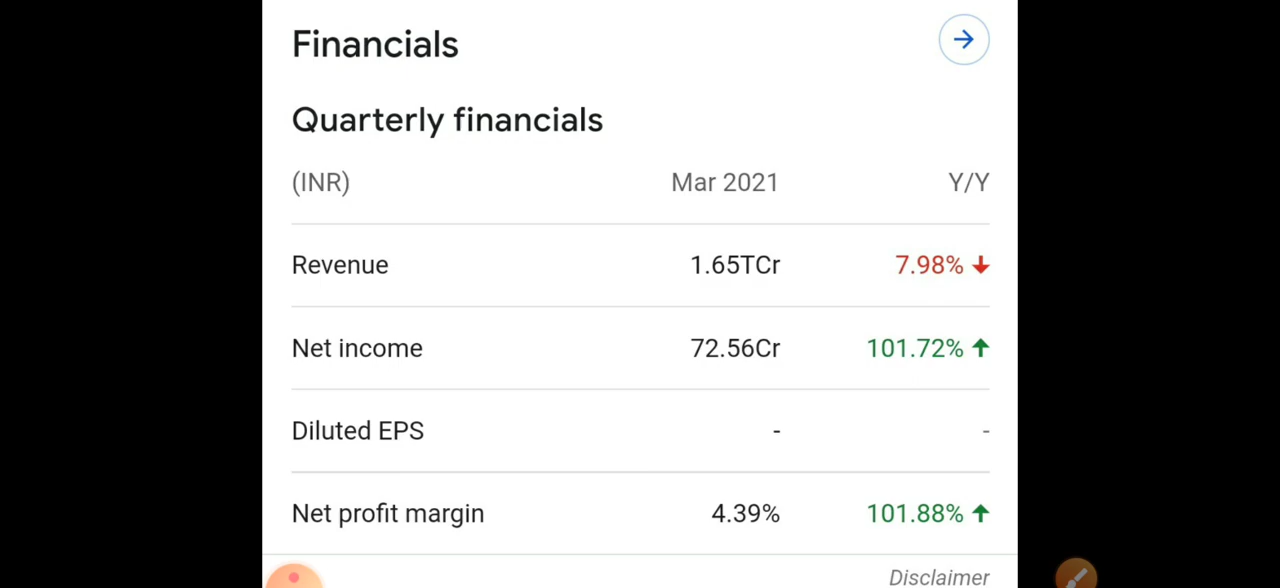 Financials
Quarterly financials
(INR) Mar 2021 Y/Y
Revenue 1.65TCr 7.98% ↓
Net income 72.56Cr 101.72% ↑
Diluted EPS - -
Net profit margin 4.39% 101.88% ↑
Disclaimer